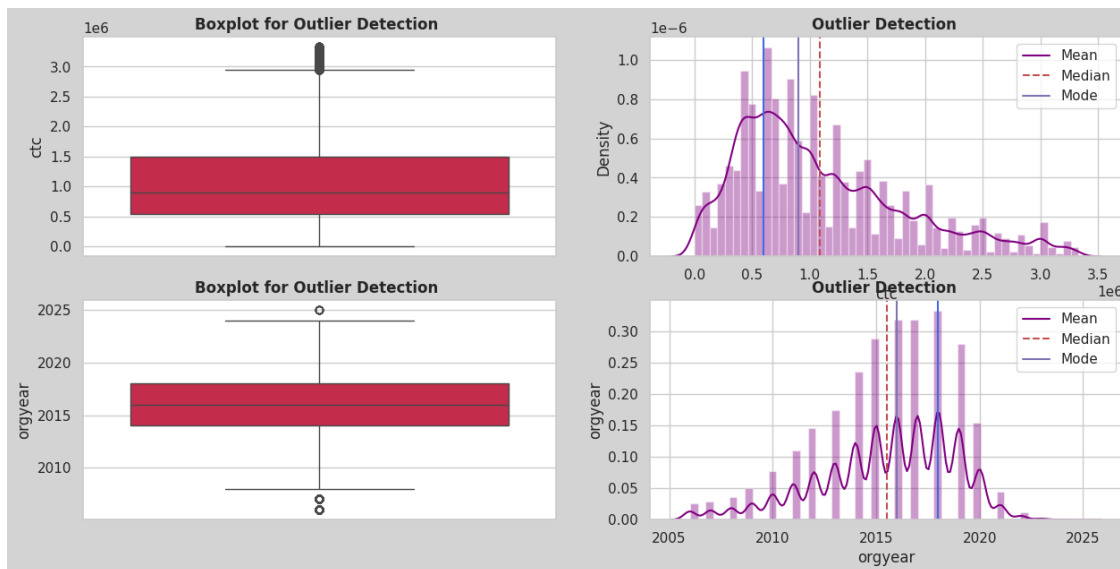 Boxplot for Outlier Detection
1e6
3.0
2.5
2.0
1.5
1.0
0.5
0.0
ctc
Outlier Detection
1e−6
1.0
0.8
0.6
0.4
0.2
0.0
Density
Mean
Median
Mode
0.0 0.5 1.0 1.5 2.0 2.5 3.0 3.5
ctc
1e6
Boxplot for Outlier Detection
2025
2020
2015
2010
orgyear
Outlier Detection
0.30
0.25
0.20
0.15
0.10
0.05
0.00
orgyear
Mean
Median
Mode
2005 2010 2015 2020 2025
orgyear